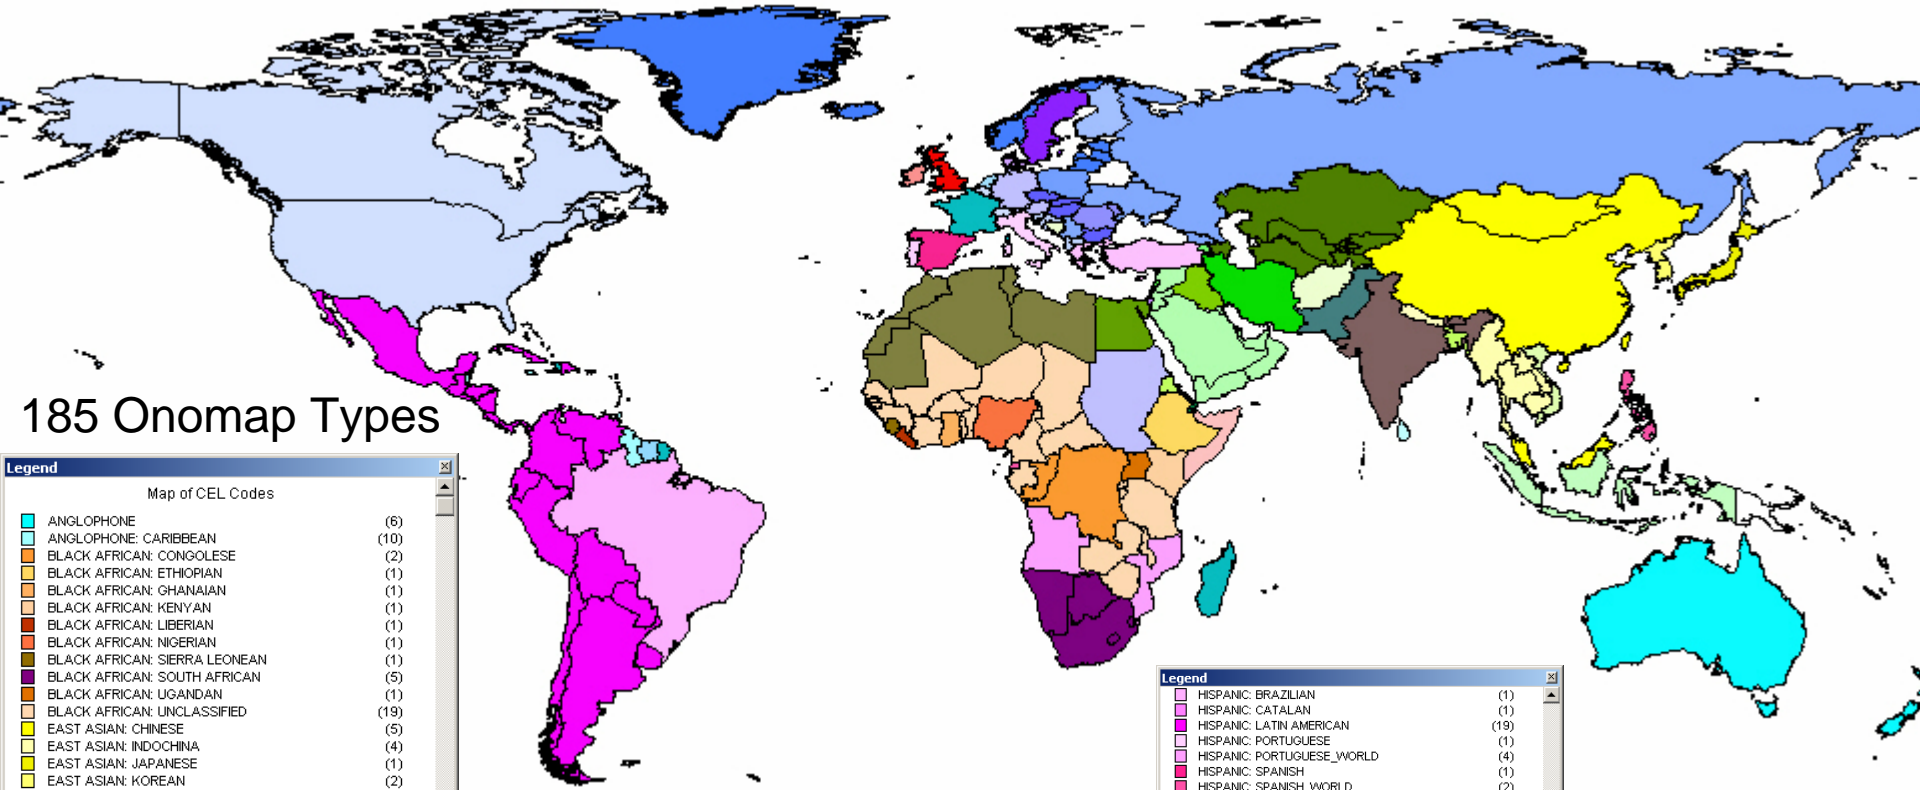 185 Onomap Types
Legend
Map of CEL Codes
ANGLOPHONE (6)
ANGLOPHONE: CARIBBEAN (10)
BLACK AFRICAN: CONGOLESE (2)
BLACK AFRICAN: ETHIOPIAN (1)
BLACK AFRICAN: GHANAIAN (1)
BLACK AFRICAN: KENYAN (1)
BLACK AFRICAN: LIBERIAN (1)
BLACK AFRICAN: NIGERIAN (1)
BLACK AFRICAN: SIERRA LEONEAN (1)
BLACK AFRICAN: SOUTH AFRICAN (5)
BLACK AFRICAN: UGANDAN (1)
BLACK AFRICAN: UNCLASSIFIED (19)
EAST ASIAN: CHINESE (5)
EAST ASIAN: INDOCHINA (4)
EAST ASIAN: JAPANESE (1)
EAST ASIAN: KOREAN (2)
Legend
HISPANIC: BRAZILIAN (1)
HISPANIC: CATALAN (1)
HISPANIC: LATIN AMERICAN (19)
HISPANIC: PORTUGUESE (1)
HISPANIC: PORTUGUESE_WORLD (4)
HISPANIC: SPANISH (1)
HISPANIC: SPANISH_WORLD (2)